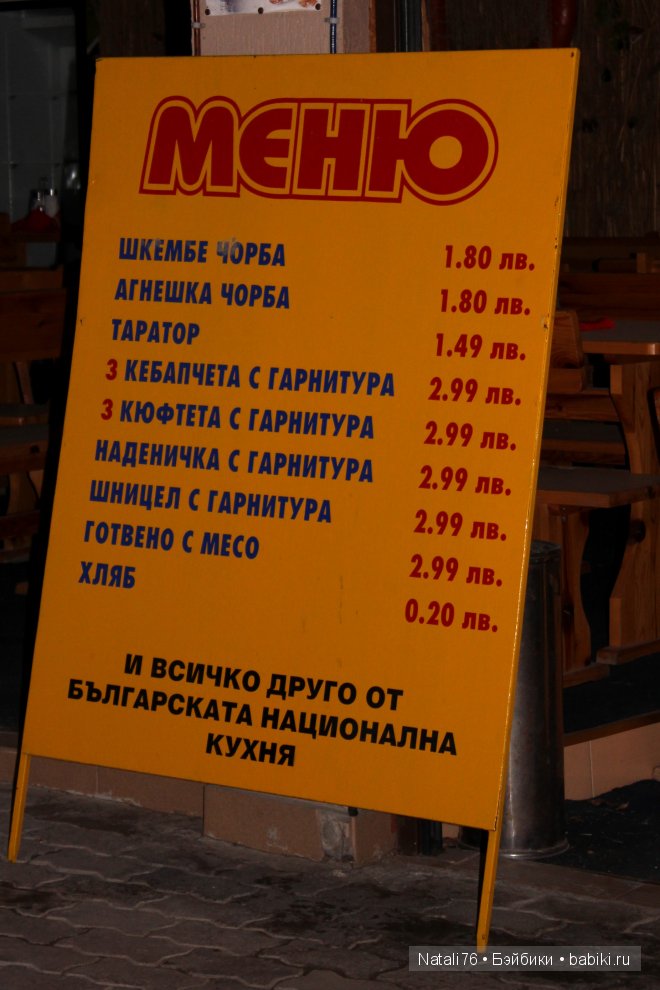 МЕНЮ
ШКЕМБЕ ЧОРБА 1.80 лв.
АГНЕШКА ЧОРБА 1.80 лв.
ТАРАТОР 1.49 лв.
3 КЕБАПЧЕТА С ГАРНИТУРА 2.99 лв.
3 КЮФТЕТА С ГАРНИТУРА 2.99 лв.
НАДЕНИЧКА С ГАРНИТУРА 2.99 лв.
ШНИЦЕЛ С ГАРНИТУРА 2.99 лв.
ГОТВЕНО С МЕСО 2.99 лв.
ХЛЯБ 0.20 лв.
И ВСИЧКО ДРУГО ОТ
БЪЛГАРСКАТА НАЦИОНАЛНА
КУХНЯ
Natali76 • Бэйбики • babiki.ru